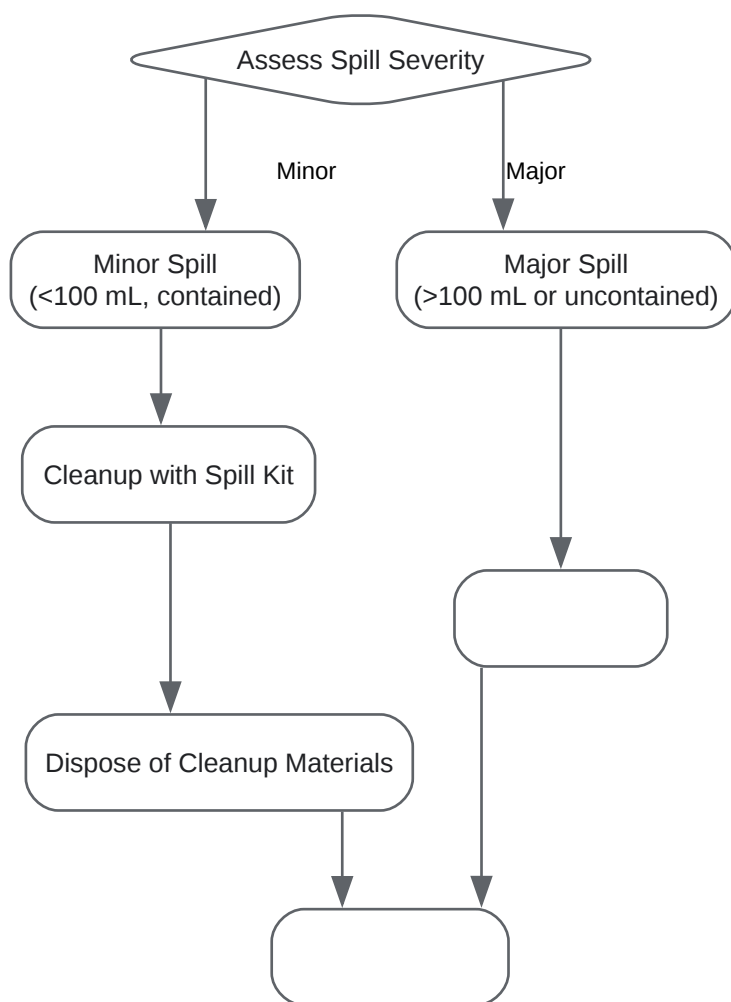 Assess Spill Severity
Minor
Major
Minor Spill
(<100 mL, contained)
Major Spill
(>100 mL or uncontained)
Cleanup with Spill Kit
Dispose of Cleanup Materials